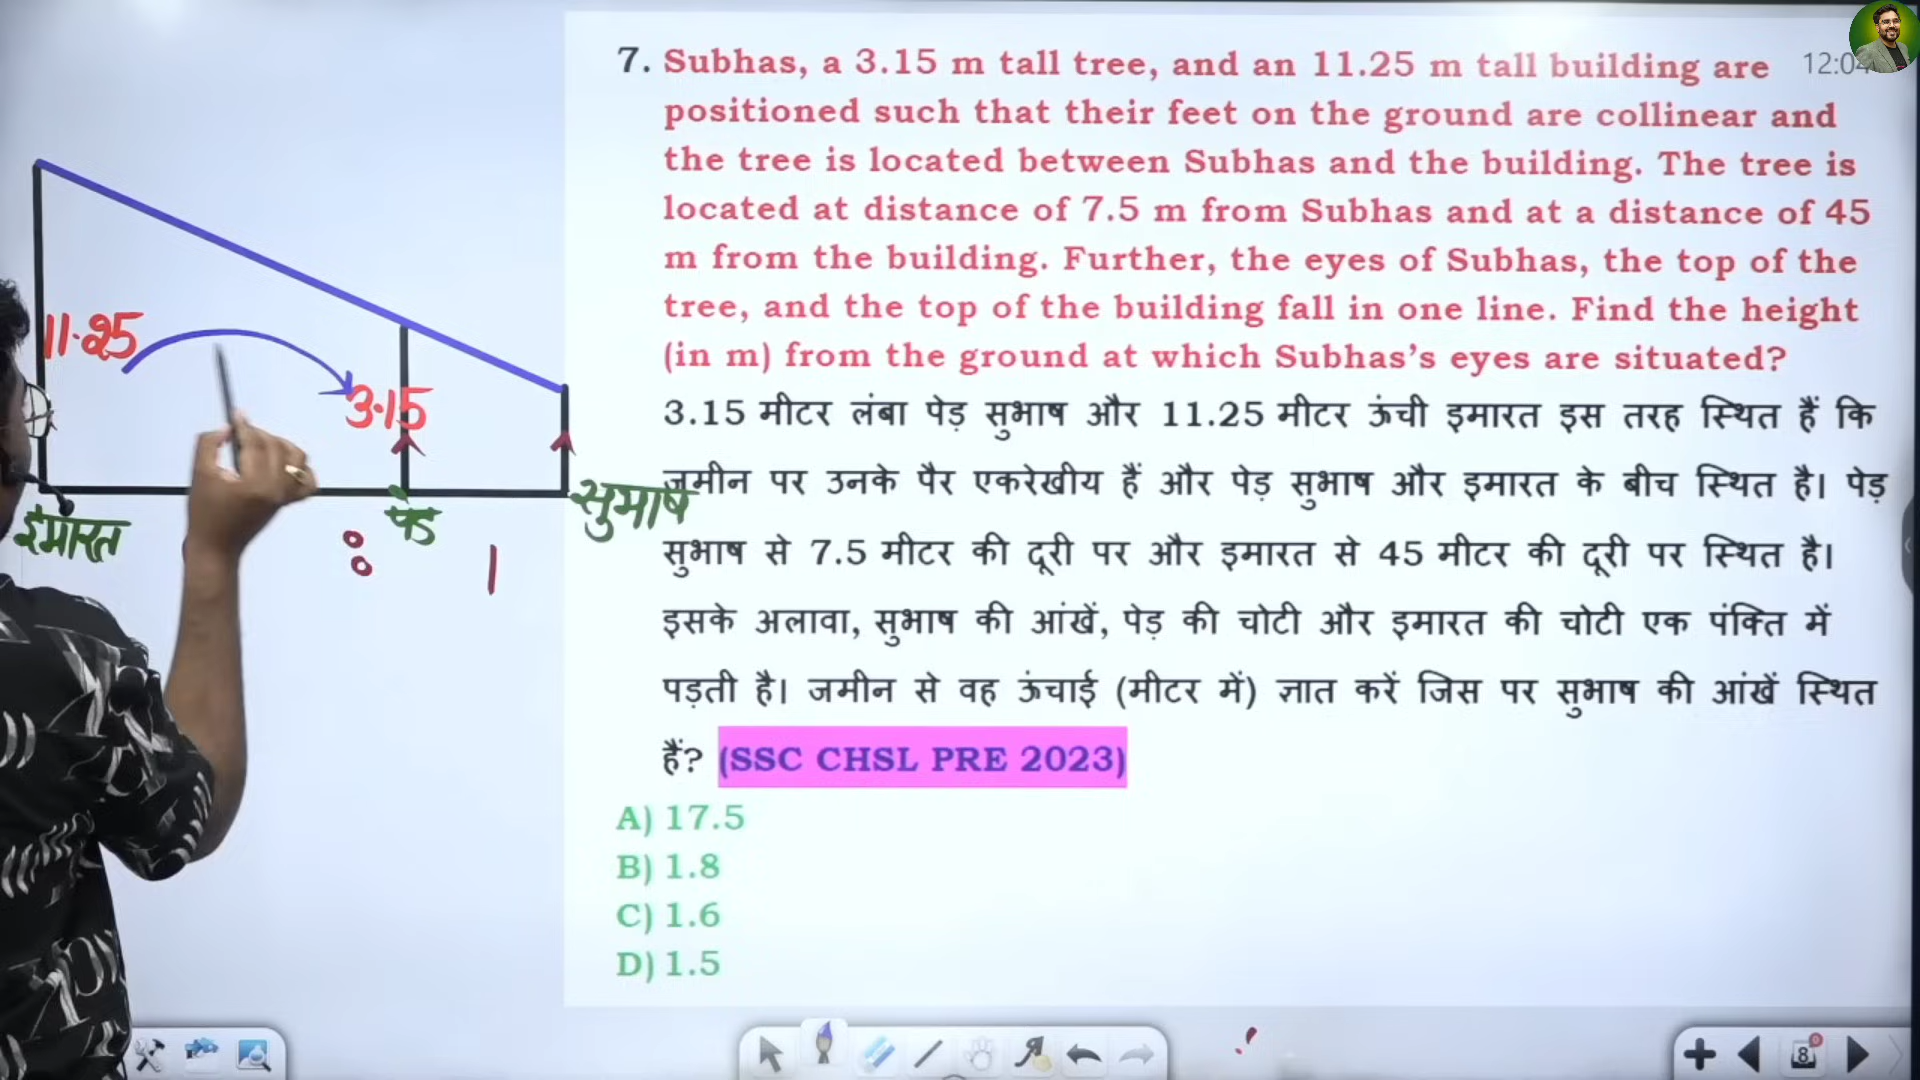 7. Subhas, a 3.15 m tall tree, and an 11.25 m tall building are
positioned such that their feet on the ground are collinear and
the tree is located between Subhas and the building. The tree is
located at distance of 7.5 m from Subhas and at a distance of 45
m from the building. Further, the eyes of Subhas, the top of the
tree, and the top of the building fall in one line. Find the height
(in m) from the ground at which Subhas's eyes are situated?
3.15 मीटर लंबा पेड़ सुभाष और 11.25 मीटर ऊंची इमारत इस तरह स्थित हैं कि
जमीन पर उनके पैर एकरेखीय हैं और पेड़ सुभाष और इमारत के बीच स्थित है। पेड़
सुभाष से 7.5 मीटर की दूरी पर और इमारत से 45 मीटर की दूरी पर स्थित है।
इसके अलावा, सुभाष की आंखें, पेड़ की चोटी और इमारत की चोटी एक पंक्ति में
पड़ती है। जमीन से वह ऊंचाई (मीटर में) ज्ञात करें जिस पर सुभाष की आंखें स्थित
हैं? (SSC CHSL PRE 2023)
A) 17.5
B) 1.8
C) 1.6
D) 1.5
11.25
3.15
इमारत
पेड
सुभाष
1
8